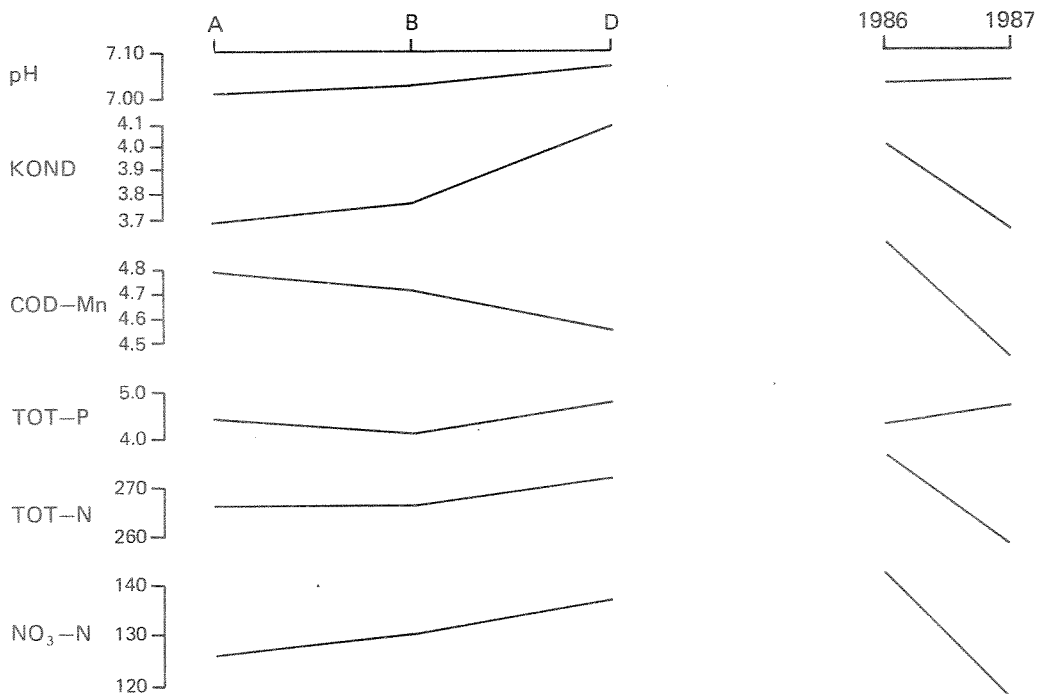 A B D 1986 1987
pH 7.10
7.00
KOND 4.1
4.0
3.9
3.8
3.7
COD–Mn 4.8
4.7
4.6
4.5
TOT–P 5.0
4.0
TOT–N 270
260
NO₃–N 140
130
120